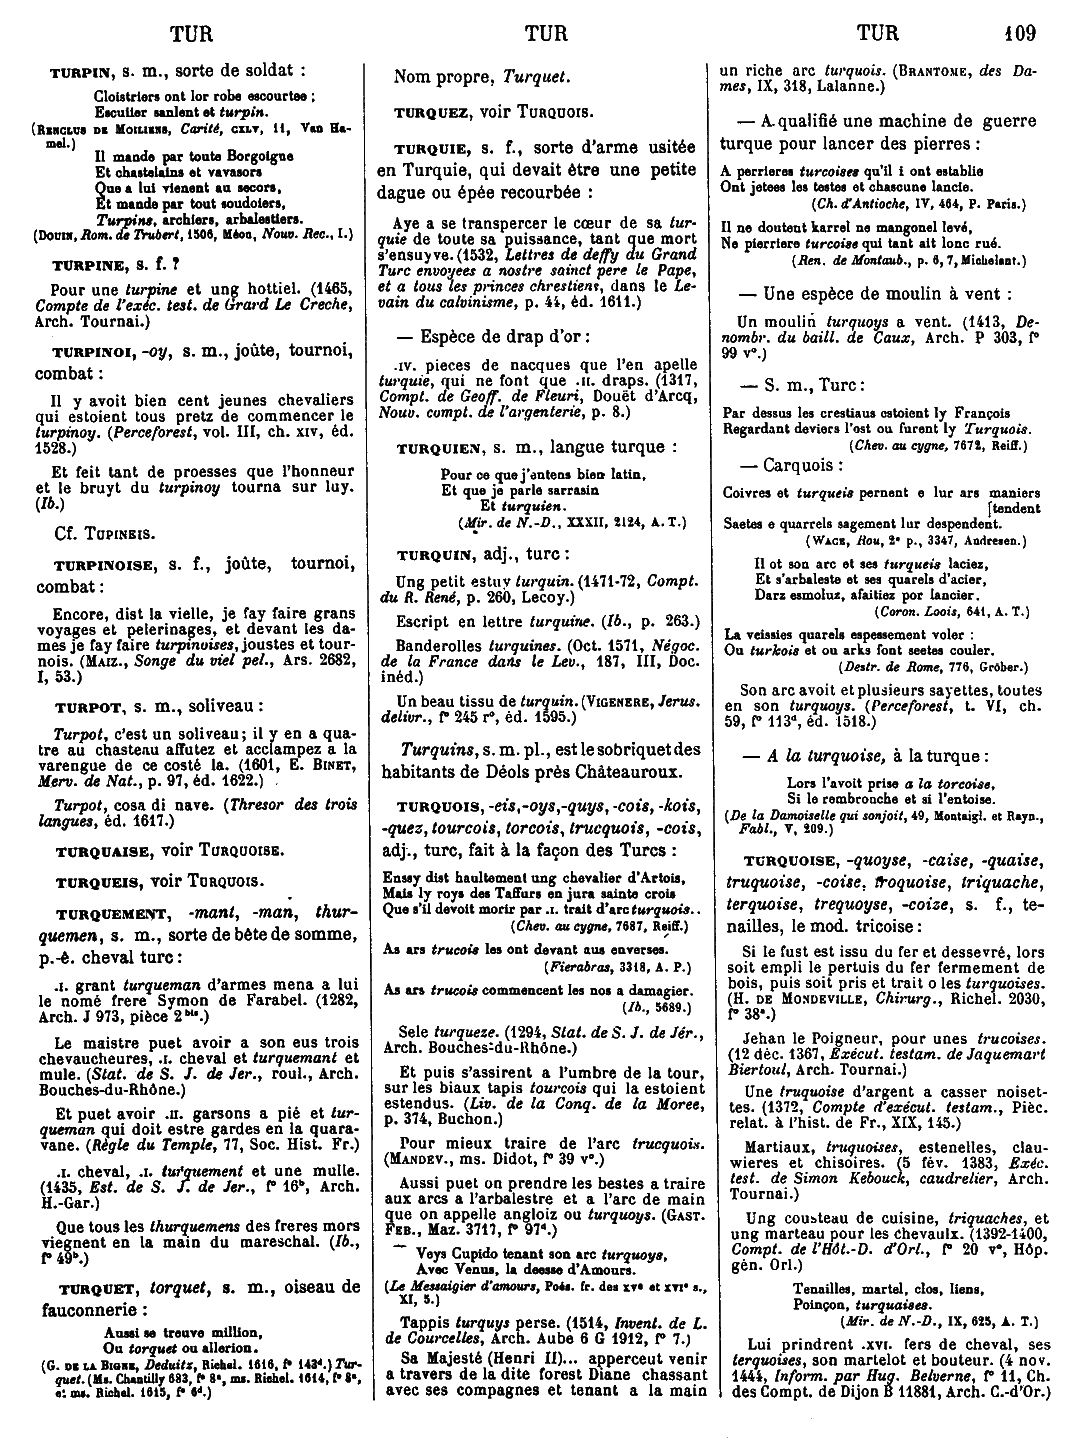 TUR
TUR
TUR
109
TURPIN, s. m., sorte de soldat :
Cloistriers ont lor robe escourtee ;
Escuiier sanlent et turpin.
(RENCLUS DE MOILIENS, Carité, CXLV, 11, Van Ha-
mel.)
Il mande par toute Borgoigne
Et chastelains et vavasors
Que a lui vienent au secors,
Et mande par tout soudoiers,
Turpins, archiers, arbalestiers.
(DOUIN, Rom. de Trubert, 1506, Méon, Nouv. Rec., I.)
TURPINE, s. f. ?
Pour une turpine et ung hottiel. (1465,
Compte de l'exéc. test. de Grard Le Creche,
Arch. Tournai.)
TURPINOI, -oy, s. m., joûte, tournoi,
combat :
Il y avoit bien cent jeunes chevaliers
qui estoient tous pretz de commencer le
turpinoy. (Perceforest, vol. III, ch. XIV, éd.
1528.)
Et feit tant de proesses que l'honneur
et le bruyt du turpinoy tourna sur luy.
(Ib.)
Cf. TUPINEIS.
TURPINOISE, s. f., joûte, tournoi,
combat :
Encore, dist la vielle, je fay faire grans
voyages et pelerinages, et devant les da-
mes je fay faire turpinoises, joustes et tour-
nois. (MAIZ., Songe du viel pel., Ars. 2682,
I, 53.)
TURPOT, s. m., soliveau :
Turpot, c'est un soliveau ; il y en a qua-
tre au chasteau affutez et acclampez a la
varengue de ce costé la. (1601, E. BINET,
Merv. de Nat., p. 97, éd. 1622.)
Turpot, cosa di nave. (Thresor des trois
langues, éd. 1617.)
TURQUAISE, voir TURQUOISE.
TURQUEIS, voir TURQUOIS.
TURQUEMENT, -mant, -man, thur-
quemen, s. m., sorte de bête de somme,
p.-ê. cheval turc :
.I. grant turqueman d'armes mena a lui
le nomé frere Symon de Farabel. (1282,
Arch. J 973, pièce 2 bis.)
Le maistre puet avoir a son eus trois
chevaucheures, .I. cheval et turquemant et
mule. (Stat. de S. J. de Jer., roul., Arch.
Bouches-du-Rhône.)
Et puet avoir .II. garsons a pié et tur-
queman qui doit estre gardes en la quara-
vane. (Règle du Temple, 77, Soc. Hist. Fr.)
.I. cheval, .I. turquement et une mulle.
(1435, Est. de S. J. de Jer., f° 16b, Arch.
H.-Gar.)
Que tous les thurquemens des freres mors
viegnent en la main du mareschal. (Ib.,
f° 49b.)
TURQUET, torquet, s. m., oiseau de
fauconnerie :
Aussi se treuve million,
Ou torquet ou allerion.
(G. DE LA BIGNE, Deduitz, Richel. 1616, f° 143d.) Tur-
quet. (Ms. Chantilly 683, f° 8a, ms. Richel. 1614, f° 8a,
et ms. Richel. 1615, f° 6d.)
Nom propre, Turquet.
TURQUEZ, voir TURQUOIS.
TURQUIE, s. f., sorte d'arme usitée
en Turquie, qui devait être une petite
dague ou épée recourbée :
Aye a se transpercer le cœur de sa tur-
quie de toute sa puissance, tant que mort
s'ensuyve. (1532, Lettres de deffy du Grand
Turc envoyees a nostre sainct pere le Pape,
et a tous les princes chrestiens, dans le Le-
vain du calvinisme, p. 44, éd. 1611.)
— Espèce de drap d'or :
.IV. pieces de nacques que l'en apelle
turquie, qui ne font que .II. draps. (1317,
Compt. de Geoff. de Fleuri, Douët d'Arcq,
Nouv. compt. de l'argenterie, p. 8.)
TURQUIEN, s. m., langue turque :
Pour ce que j'entens bien latin,
Et que je parle sarrasin
Et turquien.
(Mir. de N.-D., XXXII, 2124, A. T.)
TURQUIN, adj., turc :
Ung petit estuy turquin. (1471-72, Compt.
du R. René, p. 260, Lecoy.)
Escript en lettre turquine. (Ib., p. 263.)
Banderolles turquines. (Oct. 1571, Négoc.
de la France dans le Lev., 187, III, Doc.
inéd.)
Un beau tissu de turquin. (VIGENERE, Jerus.
delivr., f° 245 r°, éd. 1595.)
Turquins, s. m. pl., est le sobriquet des
habitants de Déols près Châteauroux.
TURQUOIS, -eis, -oys, -quys, -cois, -kois,
-quez, tourcois, torcois, trucquois, -cois,
adj., turc, fait à la façon des Turcs :
Ensey dist haultement ung chevalier d'Artois,
Mais ly roys des Taffurs en jura sainte crois
Que s'il devoit morir par .I. trait d'arc turquois..
(Chev. au cygne, 7687, Reiff.)
As ars trucois les ont devant aus enverses.
(Fierabras, 3318, A. P.)
As ars trucois commencent les nos a damagier.
(Ib., 5689.)
Sele turqueze. (1294, Stat. de S. J. de Jér.,
Arch. Bouches-du-Rhône.)
Et puis s'assirent a l'umbre de la tour,
sur les biaux tapis tourcois qui la estoient
estendus. (Liv. de la Conq. de la Moree,
p. 374, Buchon.)
Pour mieux traire de l'arc trucquois.
(MANDEV., ms. Didot, f° 39 v°.)
Aussi puet on prendre les bestes a traire
aux arcs a l'arbalestre et a l'arc de main
que on appelle angloiz ou turquoys. (GAST.
FEB., Maz. 3717, f° 97d.)
Veys Cupido tenant son arc turquoys,
Avec Venus, la deesse d'Amours.
(Le Messaigier d'amours, Poés. fr. des XVe et XVIe s.,
XI, 5.)
Tappis turquys perse. (1514, Invent. de L.
de Courcelles, Arch. Aube 6 G 1912, f° 7.)
Sa Majesté (Henri II)... apperceut venir
a travers de la dite forest Diane chassant
avec ses compagnes et tenant a la main
un riche arc turquois. (BRANTOME, des Da-
mes, IX, 318, Lalanne.)
— A qualifié une machine de guerre
turque pour lancer des pierres :
A perrieres turcoises qu'il i ont establie
Ont jetees les testes et chascune lancie.
(Ch. d'Antioche, IV, 464, P. Paris.)
Il ne doutent karrel ne mangonel levé,
Ne pierriere turcoise qui tant ait lonc rué.
(Ren. de Montaub., p. 6, 7, Michelant.)
— Une espèce de moulin à vent :
Un moulin turquoys a vent. (1413, De-
nombr. du baill. de Caux, Arch. P 303, f°
99 v°.)
— S. m., Turc :
Par dessus les crestiaus estoient ly François
Regardant deviers l'ost ou furent ly Turquois.
(Chev. au cygne, 7672, Reiff.)
— Carquois :
Coivres et turqueis pernent e lur ars maniers
[tendent
Saetes e quarrels sagement lur despendent.
(WACE, Rou, 2e p., 3347, Andresen.)
Il ot son arc et ses turqueis laciez,
Et s'arbaleste et ses quarels d'acier,
Darz esmoluz, afaitiez por lancier.
(Coron. Loois, 641, A. T.)
La veissies quarels espessement voler :
Ou turkois et ou arks font seetes couler.
(Destr. de Rome, 776, Gröber.)
Son arc avoit et plusieurs sayettes, toutes
en son turquoys. (Perceforest, t. VI, ch.
59, f° 113d, éd. 1518.)
— A la turquoise, à la turque :
Lors l'avoit prise a la torcoise,
Si le rembronche et si l'entoise.
(De la Damoiselle qui sonjoit, 49, Montaigl. et Rayn.,
Fabl., V, 209.)
TURQUOISE, -quoyse, -caise, -quaise,
truquoise, -coise, troquoise, triquache,
terquoise, trequoyse, -coize, s. f., te-
nailles, le mod. tricoise :
Si le fust est issu du fer et dessevré, lors
soit empli le pertuis du fer fermement de
bois, puis soit pris et trait o les turquoises.
(H. DE MONDEVILLE, Chirurg., Richel. 2030,
f° 38a.)
Jehan le Poigneur, pour unes trucoises.
(12 déc. 1367, Exécut. testam. de Jaquemart
Biertoul, Arch. Tournai.)
Une truquoise d'argent a casser noiset-
tes. (1372, Compte d'exécut. testam., Pièc.
relat. à l'hist. de Fr., XIX, 145.)
Martiaux, truquoises, estenelles, clau-
wieres et chisoires. (5 fév. 1383, Exéc.
test. de Simon Kebouck, caudrelier, Arch.
Tournai.)
Ung cousteau de cuisine, triquaches, et
ung marteau pour les chevaulx. (1392-1400,
Compt. de l'Hôt.-D. d'Orl., f° 20 v°, Hôp.
gén. Orl.)
Tenailles, martel, clos, liens,
Poinçon, turquaises.
(Mir. de N.-D., IX, 625, A. T.)
Lui prindrent .XVI. fers de cheval, ses
terquoises, son martelot et bouteur. (4 nov.
1444, Inform. par Hug. Belverne, f° 11, Ch.
des Compt. de Dijon B 11881, Arch. C.-d'Or.)